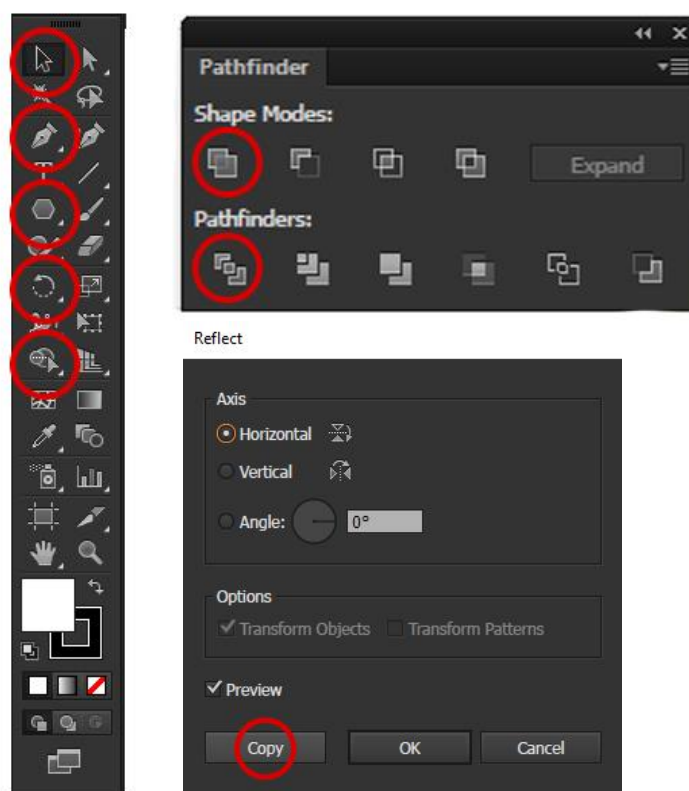 Pathfinder
Shape Modes:
Expand
Pathfinders:
Reflect
Axis
Horizontal
Vertical
Angle: 0°
Options
Transform Objects Transform Patterns
Preview
Copy OK Cancel